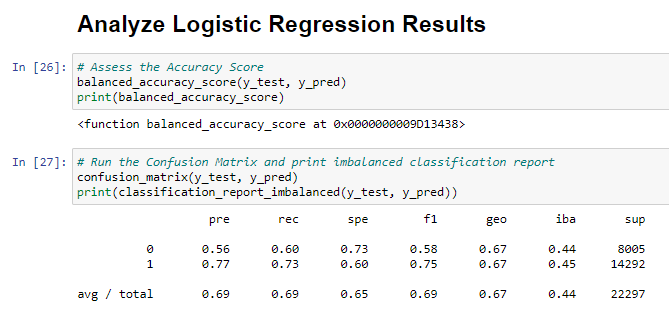 Analyze Logistic Regression Results
In [26]: # Assess the Accuracy Score
balanced_accuracy_score(y_test, y_pred)
print(balanced_accuracy_score)
<function balanced_accuracy_score at 0x0000000009D13438>
In [27]: # Run the Confusion Matrix and print imbalanced classification report
confusion_matrix(y_test, y_pred)
print(classification_report_imbalanced(y_test, y_pred))
pre rec spe f1 geo iba sup
0 0.56 0.60 0.73 0.58 0.67 0.44 8005
1 0.77 0.73 0.60 0.75 0.67 0.45 14292
avg / total 0.69 0.69 0.65 0.69 0.67 0.44 22297